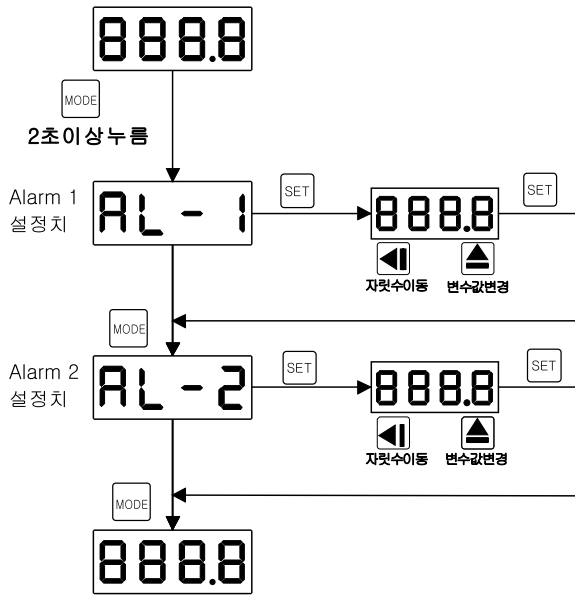 888.8
MODE
2초이상누름
Alarm 1
설정치
AL-1
SET
888.8
SET
자릿수이동
변수값변경
MODE
Alarm 2
설정치
AL-2
SET
888.8
SET
자릿수이동
변수값변경
MODE
888.8